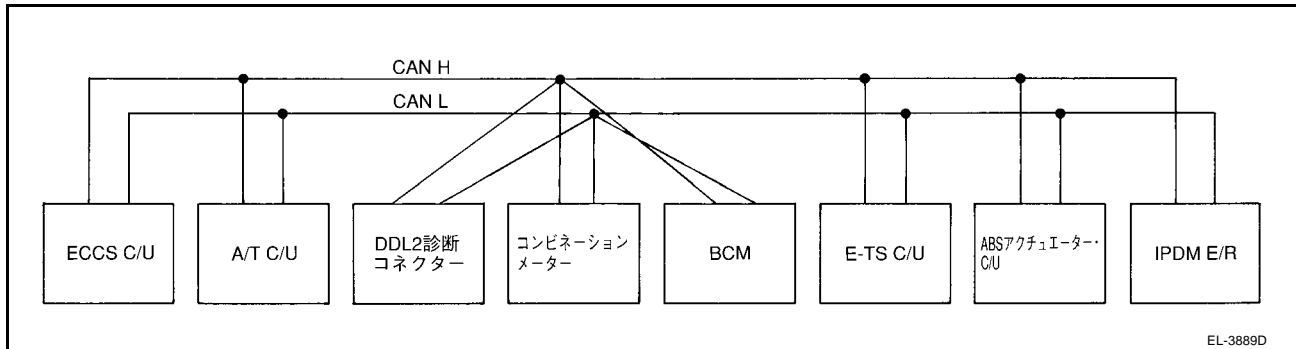 CAN H
CAN L
ECCS C/U
A/T C/U
DDL2診断
コネクター
コンビネーション
メーター
BCM
E-TS C/U
ABSアクチュエーター・
C/U
IPDM E/R
EL-3889D